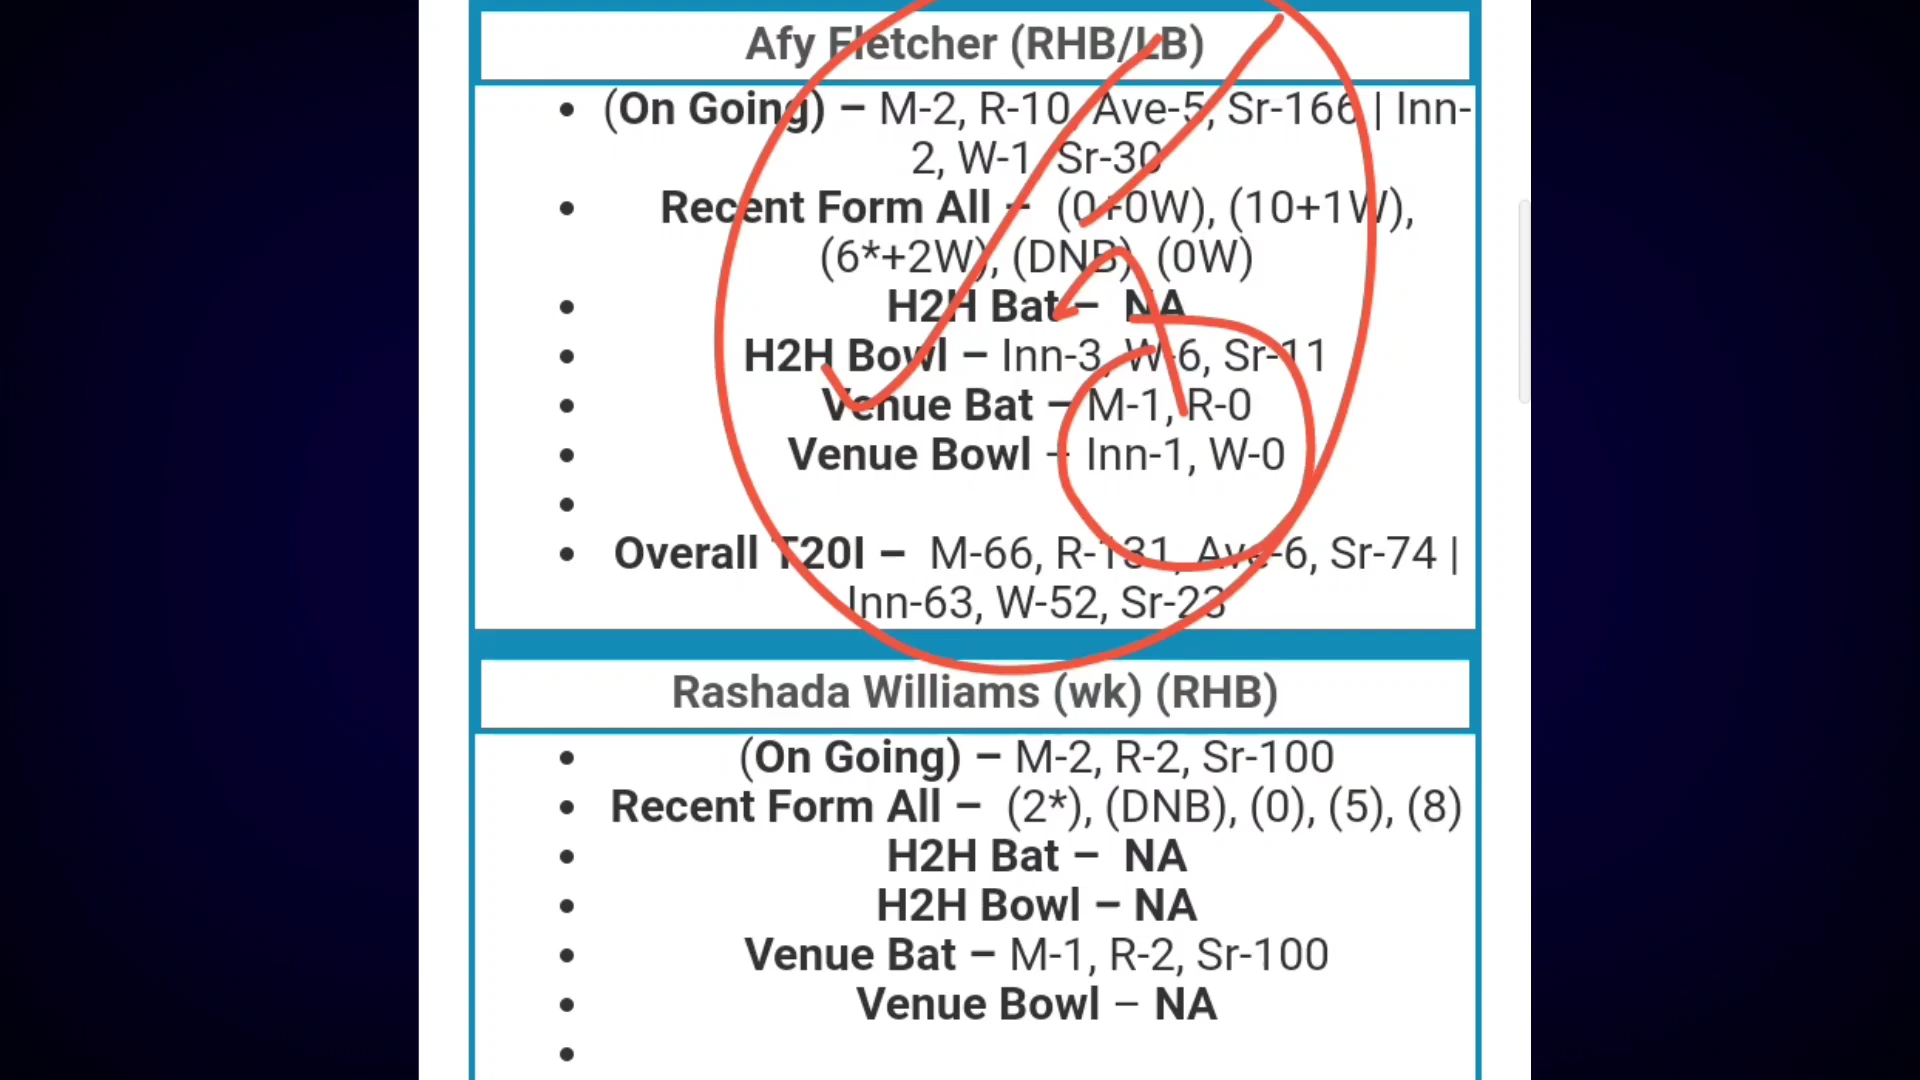 Afy Fletcher (RHB/LB)
• (On Going) – M-2, R-10, Ave-5, Sr-166 | Inn-
2, W-1, Sr-30
• Recent Form All – (0+0W), (10+1W),
(6*+2W), (DNB), (0W)
• H2H Bat – NA
• H2H Bowl – Inn-3, W-6, Sr-11
• Venue Bat – M-1, R-0
• Venue Bowl – Inn-1, W-0
•
• Overall T20I – M-66, R-131, Ave-6, Sr-74 |
Inn-63, W-52, Sr-23
Rashada Williams (wk) (RHB)
• (On Going) – M-2, R-2, Sr-100
• Recent Form All – (2*), (DNB), (0), (5), (8)
• H2H Bat – NA
• H2H Bowl – NA
• Venue Bat – M-1, R-2, Sr-100
• Venue Bowl – NA
•